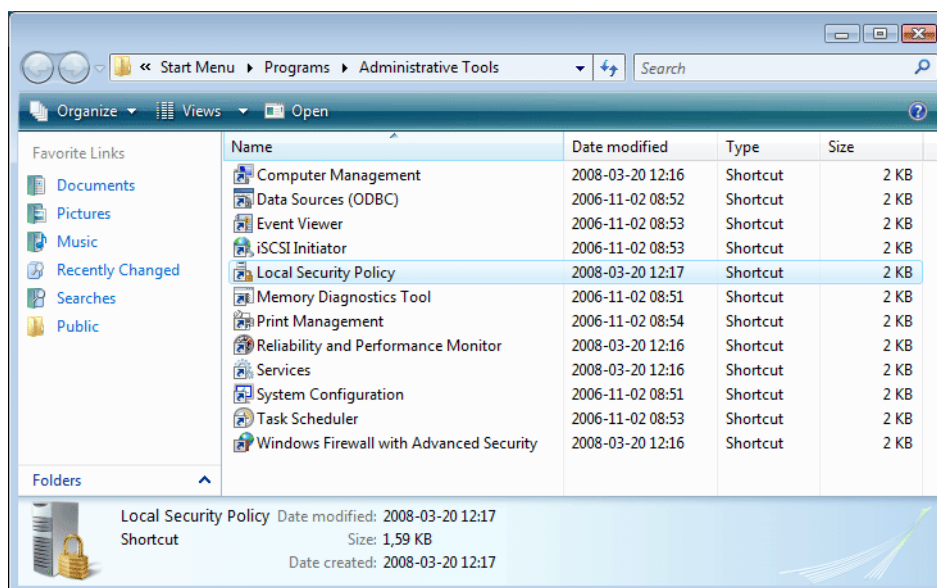 « Start Menu Programs Administrative Tools Search
Organize Views Open
Favorite Links
Documents
Pictures
Music
Recently Changed
Searches
Public
Folders
Name Date modified Type Size
Computer Management 2008-03-20 12:16 Shortcut 2 KB
Data Sources (ODBC) 2006-11-02 08:52 Shortcut 2 KB
Event Viewer 2006-11-02 08:53 Shortcut 2 KB
iSCSI Initiator 2006-11-02 08:53 Shortcut 2 KB
Local Security Policy 2008-03-20 12:17 Shortcut 2 KB
Memory Diagnostics Tool 2006-11-02 08:51 Shortcut 2 KB
Print Management 2006-11-02 08:54 Shortcut 2 KB
Reliability and Performance Monitor 2008-03-20 12:16 Shortcut 2 KB
Services 2008-03-20 12:16 Shortcut 2 KB
System Configuration 2006-11-02 08:51 Shortcut 2 KB
Task Scheduler 2006-11-02 08:53 Shortcut 2 KB
Windows Firewall with Advanced Security 2008-03-20 12:16 Shortcut 2 KB
Local Security Policy Date modified: 2008-03-20 12:17
Shortcut Size: 1,59 KB
Date created: 2008-03-20 12:17